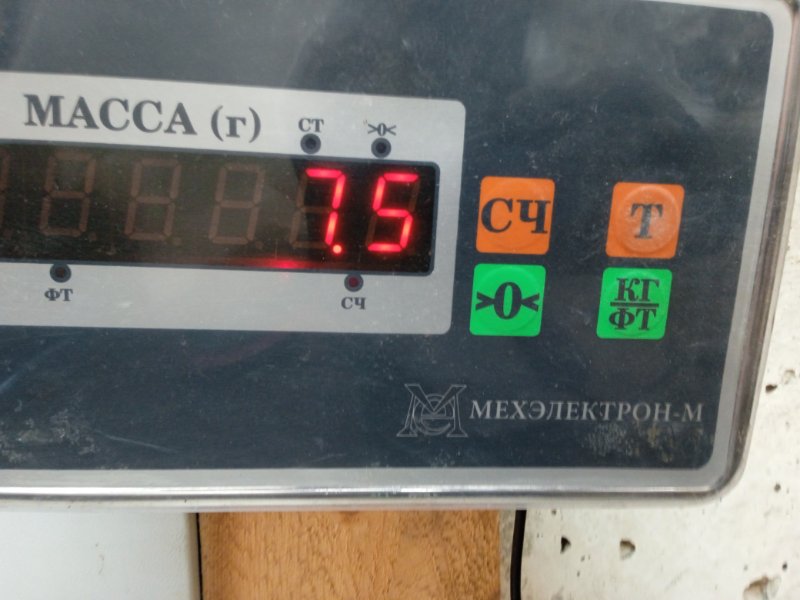 МАССА (г)
СТ
>0<
7.5
ФТ
СЧ
СЧ
Т
>0<
КГ
ФТ
МЕХЭЛЕКТРОН-М